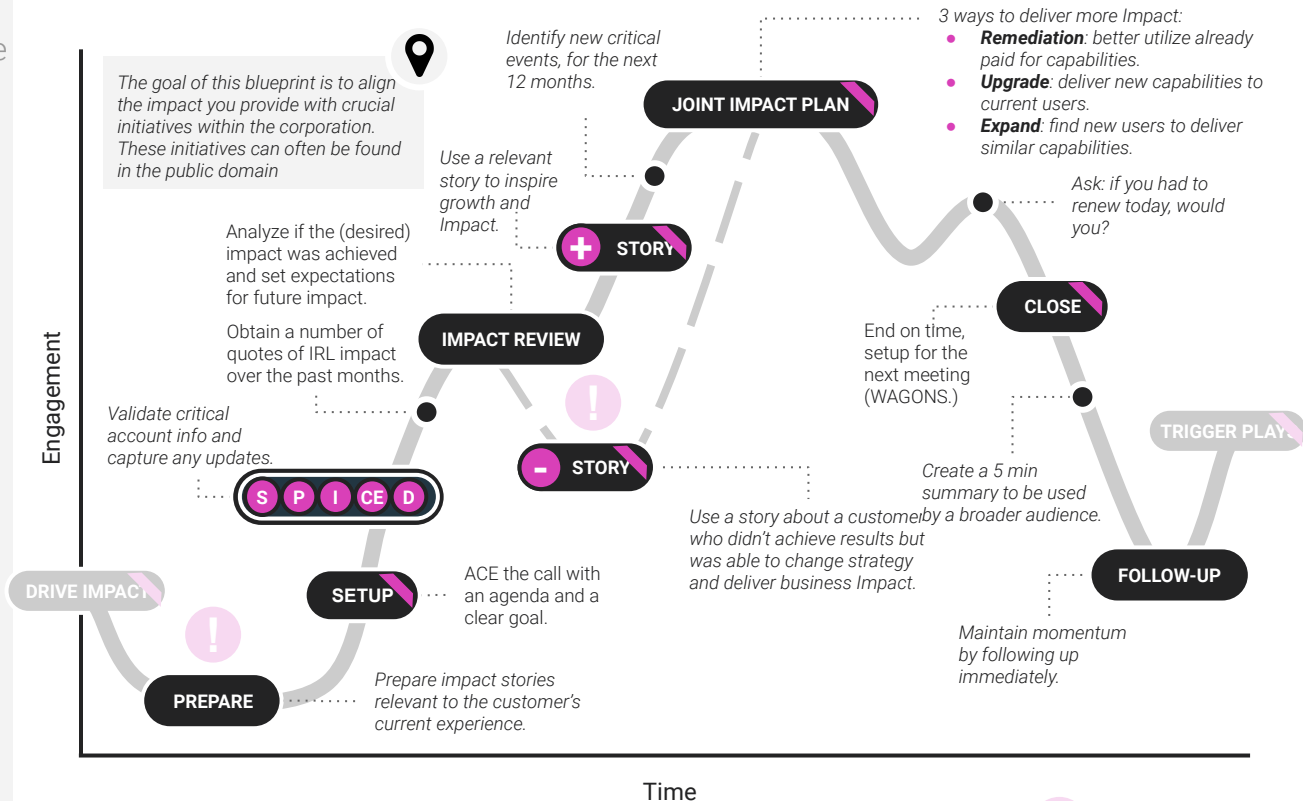 e
The goal of this blueprint is to align
the impact you provide with crucial
initiatives within the corporation.
These initiatives can often be found
in the public domain
Identify new critical
events, for the next
12 months.
JOINT IMPACT PLAN
3 ways to deliver more Impact:
Remediation: better utilize already
paid for capabilities.
Upgrade: deliver new capabilities to
current users.
Expand: find new users to deliver
similar capabilities.
Use a relevant
story to inspire
growth and
Impact.
+ STORY
Ask: if you had to
renew today, would
you?
Analyze if the (desired)
impact was achieved
and set expectations
for future impact.
Obtain a number of
quotes of IRL impact
over the past months.
IMPACT REVIEW
CLOSE
End on time,
setup for the
next meeting
(WAGONS.)
!
- STORY
Validate critical
account info and
capture any updates.
S P I CE D
Use a story about a customer
who didn't achieve results but
was able to change strategy
and deliver business Impact.
Create a 5 min
summary to be used
by a broader audience.
TRIGGER PLAYS
DRIVE IMPACT
!
SETUP
ACE the call with
an agenda and a
clear goal.
FOLLOW-UP
Maintain momentum
by following up
immediately.
PREPARE
Prepare impact stories
relevant to the customer's
current experience.
Engagement
Time